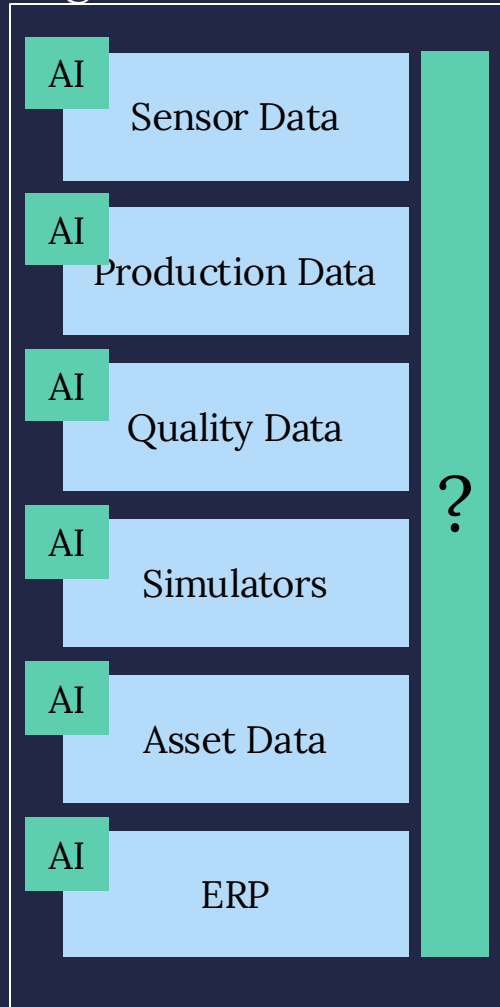 AI
Sensor Data
AI
Production Data
AI
Quality Data
?
AI
Simulators
AI
Asset Data
AI
ERP